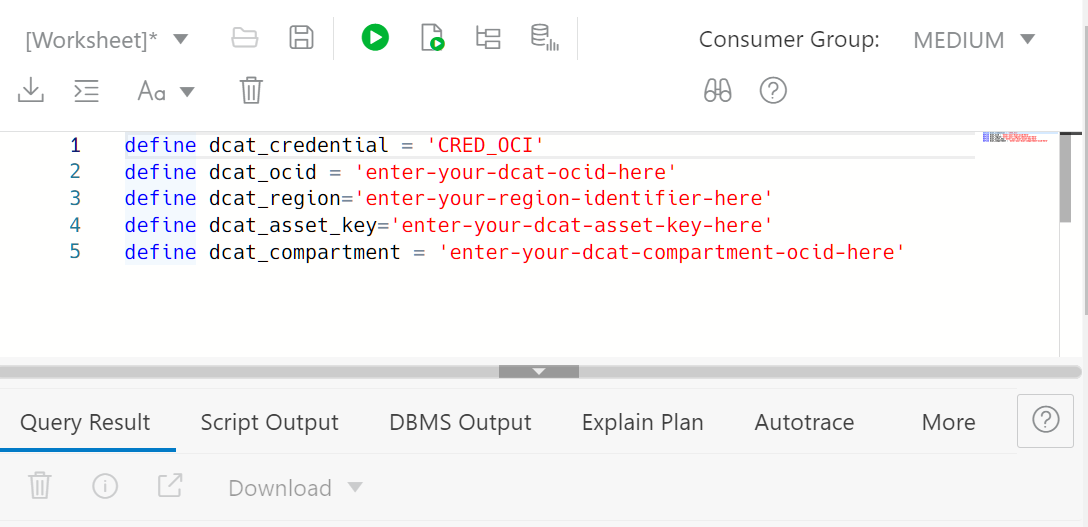 [Worksheet]*
Consumer Group: MEDIUM
Aa
1 define dcat_credential = 'CRED_OCI'
2 define dcat_ocid = 'enter-your-dcat-ocid-here'
3 define dcat_region='enter-your-region-identifier-here'
4 define dcat_asset_key='enter-your-dcat-asset-key-here'
5 define dcat_compartment = 'enter-your-dcat-compartment-ocid-here'
Query Result Script Output DBMS Output Explain Plan Autotrace More
Download